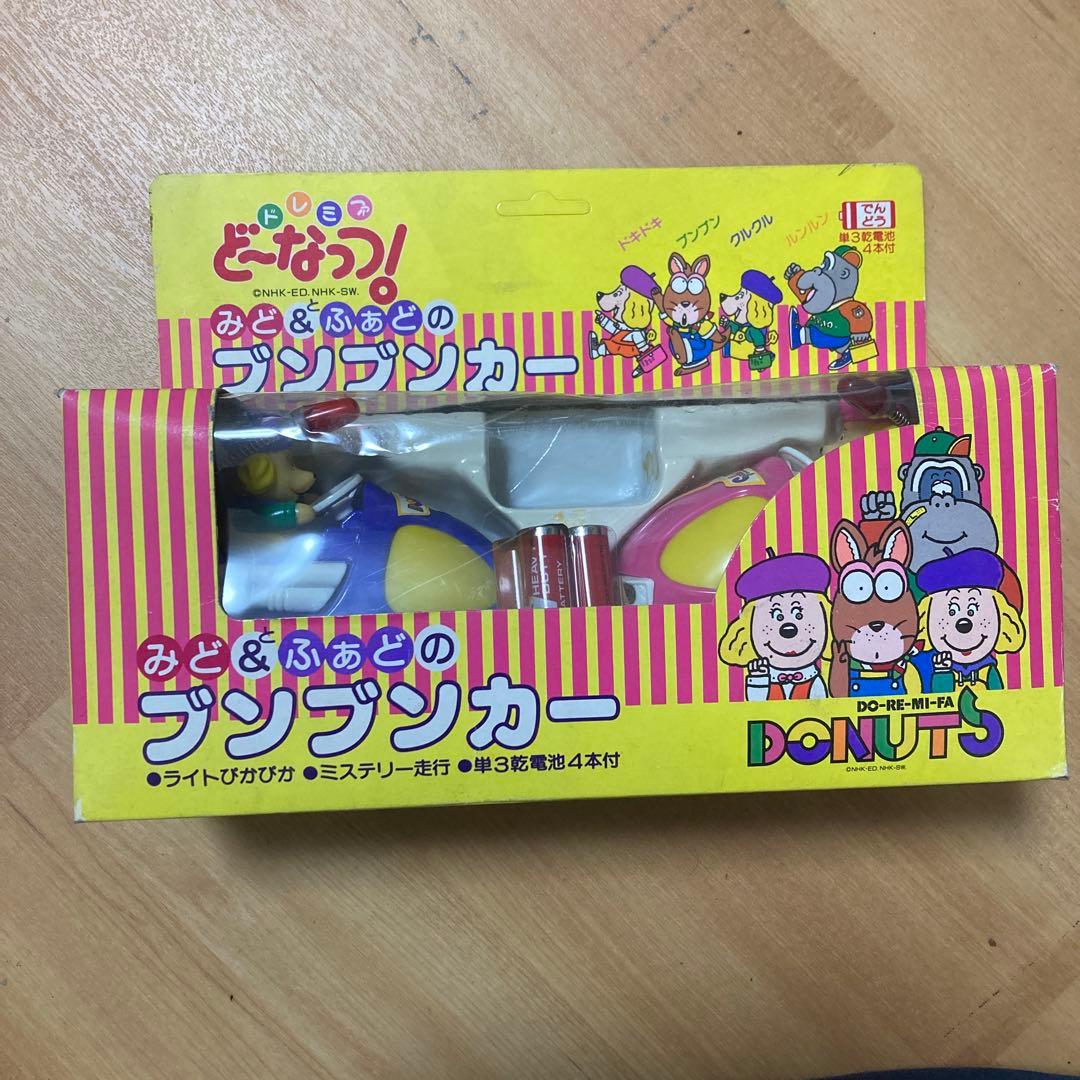 ドレミファ
ど〜なっつ!
©NHK-ED. NHK-SW.
みど&とふぁどの
ブンブンカー
ドキドキ
ブンブン
クルクル
ルンルン
でんどう
単3乾電池
4本付
HEAVY
DUTY
BATTERY
みど&とふぁどの
ブンブンカー
●ライトぴかぴか ●ミステリー走行 ●単3乾電池4本付
DO-RE-MI-FA
DONUTS
©NHK-ED. NHK-SW.